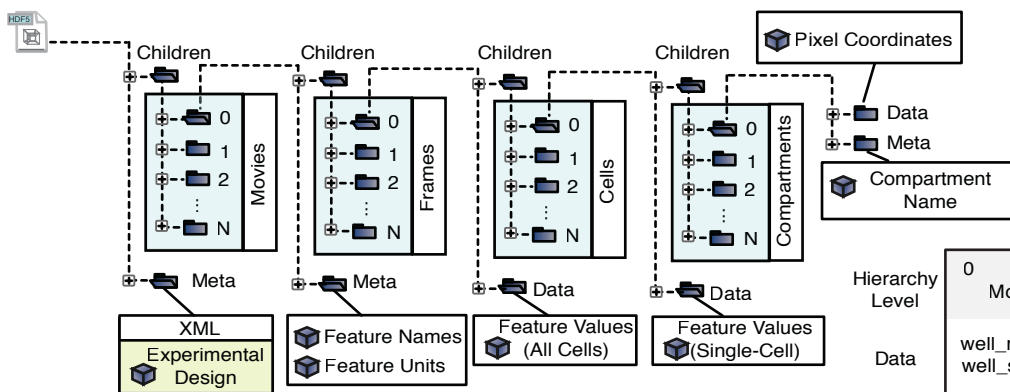 HDF5
Children
Children
Children
Children
0
1
2
...
N
Movies
0
1
2
...
N
Frames
0
1
2
...
N
Cells
0
1
2
...
N
Compartments
Pixel Coordinates
Data
Meta
Compartment
Name
Meta
Meta
Data
Data
XML
Experimental
Design
Feature Names
Feature Units
Feature Values
(All Cells)
Feature Values
(Single-Cell)
Hierarchy
Level
0
Data